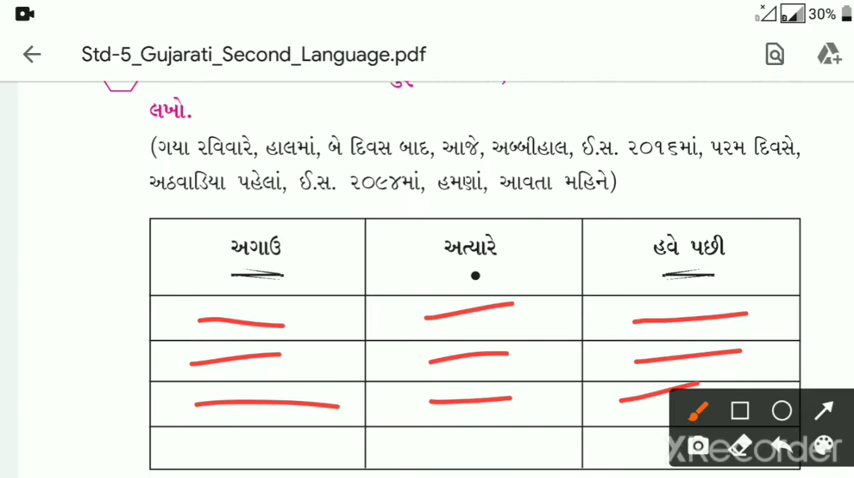 30%
Std-5_Gujarati_Second_Language.pdf
લખો.
(ગયા રવિવારે, હાલમાં, બે દિવસ બાદ, આજે, અબ્બીહાલ, ઈ.સ. ૨૦૧૬માં, પરમ દિવસે,
અઠવાડિયા પહેલાં, ઈ.સ. ૨૦૯૪માં, હમણાં, આવતા મહિને)
અગાઉ અત્યારે હવે પછી
XRecorder